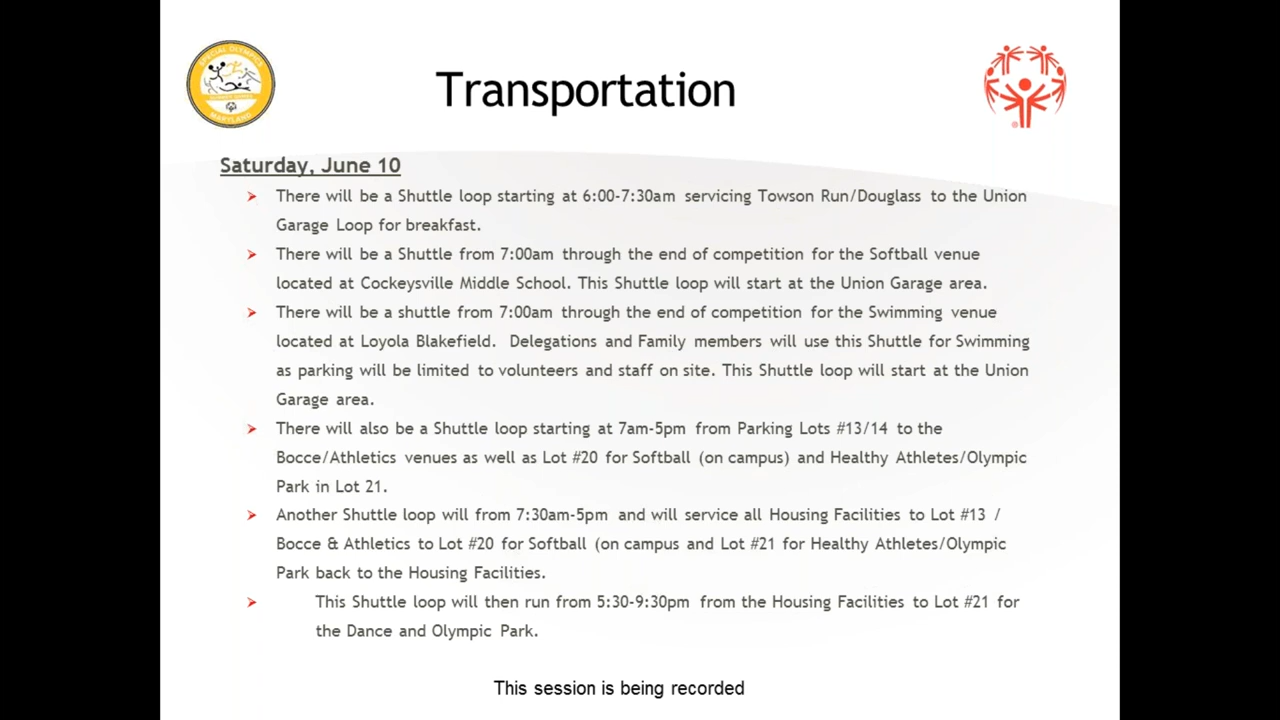 SPECIAL OLYMPICS
MARYLAND
Transportation
Saturday, June 10
There will be a Shuttle loop starting at 6:00-7:30am servicing Towson Run/Douglass to the Union
Garage Loop for breakfast.
There will be a Shuttle from 7:00am through the end of competition for the Softball venue
located at Cockeysville Middle School. This Shuttle loop will start at the Union Garage area.
There will be a shuttle from 7:00am through the end of competition for the Swimming venue
located at Loyola Blakefield. Delegations and Family members will use this Shuttle for Swimming
as parking will be limited to volunteers and staff on site. This Shuttle loop will start at the Union
Garage area.
There will also be a Shuttle loop starting at 7am-5pm from Parking Lots #13/14 to the
Bocce/Athletics venues as well as Lot #20 for Softball (on campus) and Healthy Athletes/Olympic
Park in Lot 21.
Another Shuttle loop will from 7:30am-5pm and will service all Housing Facilities to Lot #13 /
Bocce & Athletics to Lot #20 for Softball (on campus and Lot #21 for Healthy Athletes/Olympic
Park back to the Housing Facilities.
This Shuttle loop will then run from 5:30-9:30pm from the Housing Facilities to Lot #21 for
the Dance and Olympic Park.
This session is being recorded